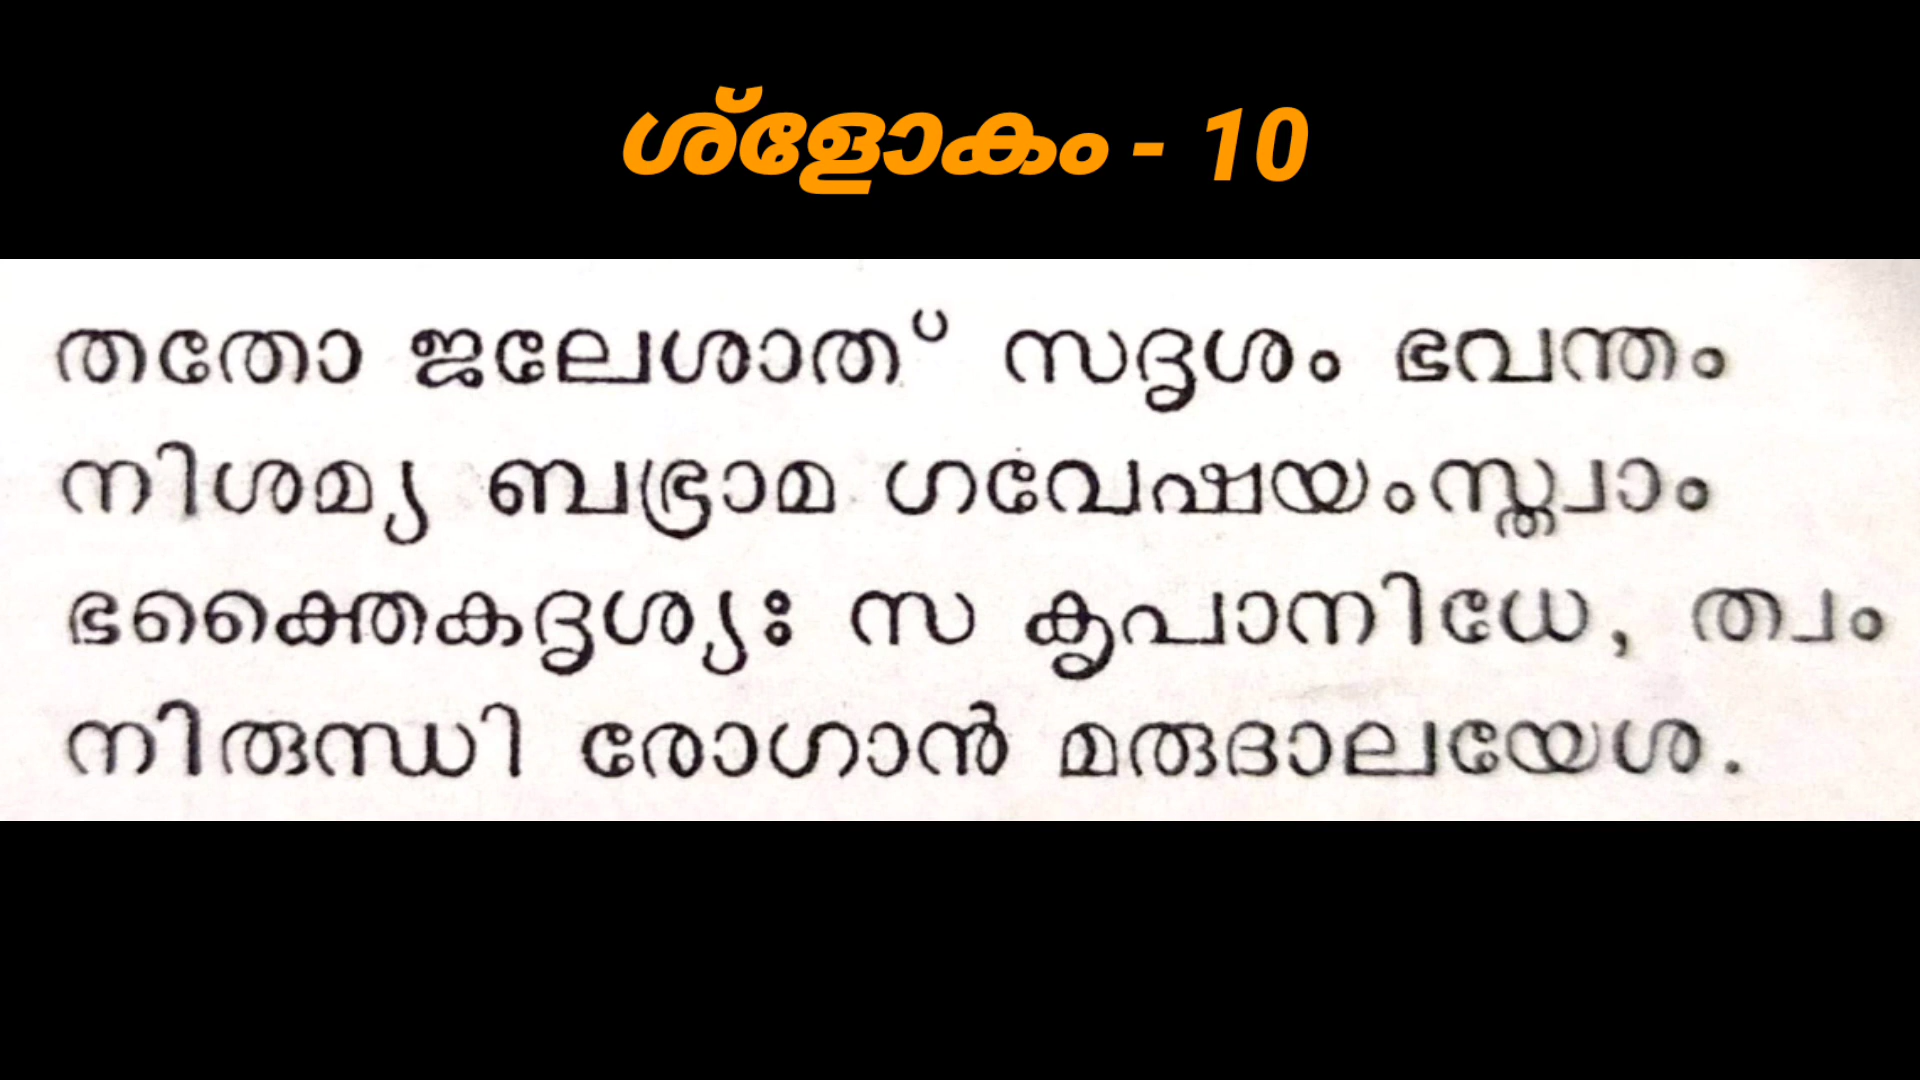 ശ്ളോകം - 10
തതോ ജലേശാത് സദൃശം ഭവന്തം
നിശമ്യ ബഭ്രാമ ഗവേഷയംസ്ത്വാം
ഭക്തൈകദൃശ്യഃ സ കൃപാനിധേ, ത്വം
നിരുന്ധി രോഗാൻ മരുദാലയേശ.